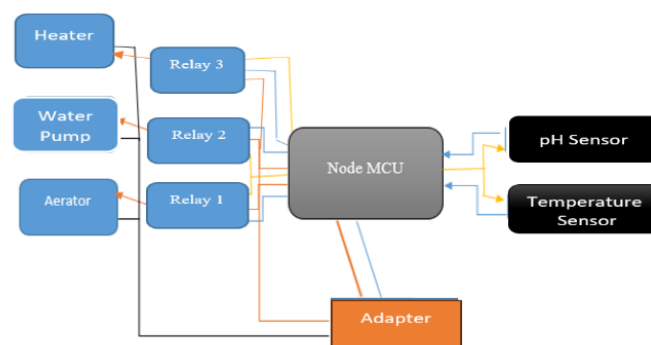 Heater
Relay 3
Water
Pump
Relay 2
Node MCU
pH Sensor
Aerator
Relay 1
Temperature
Sensor
Adapter